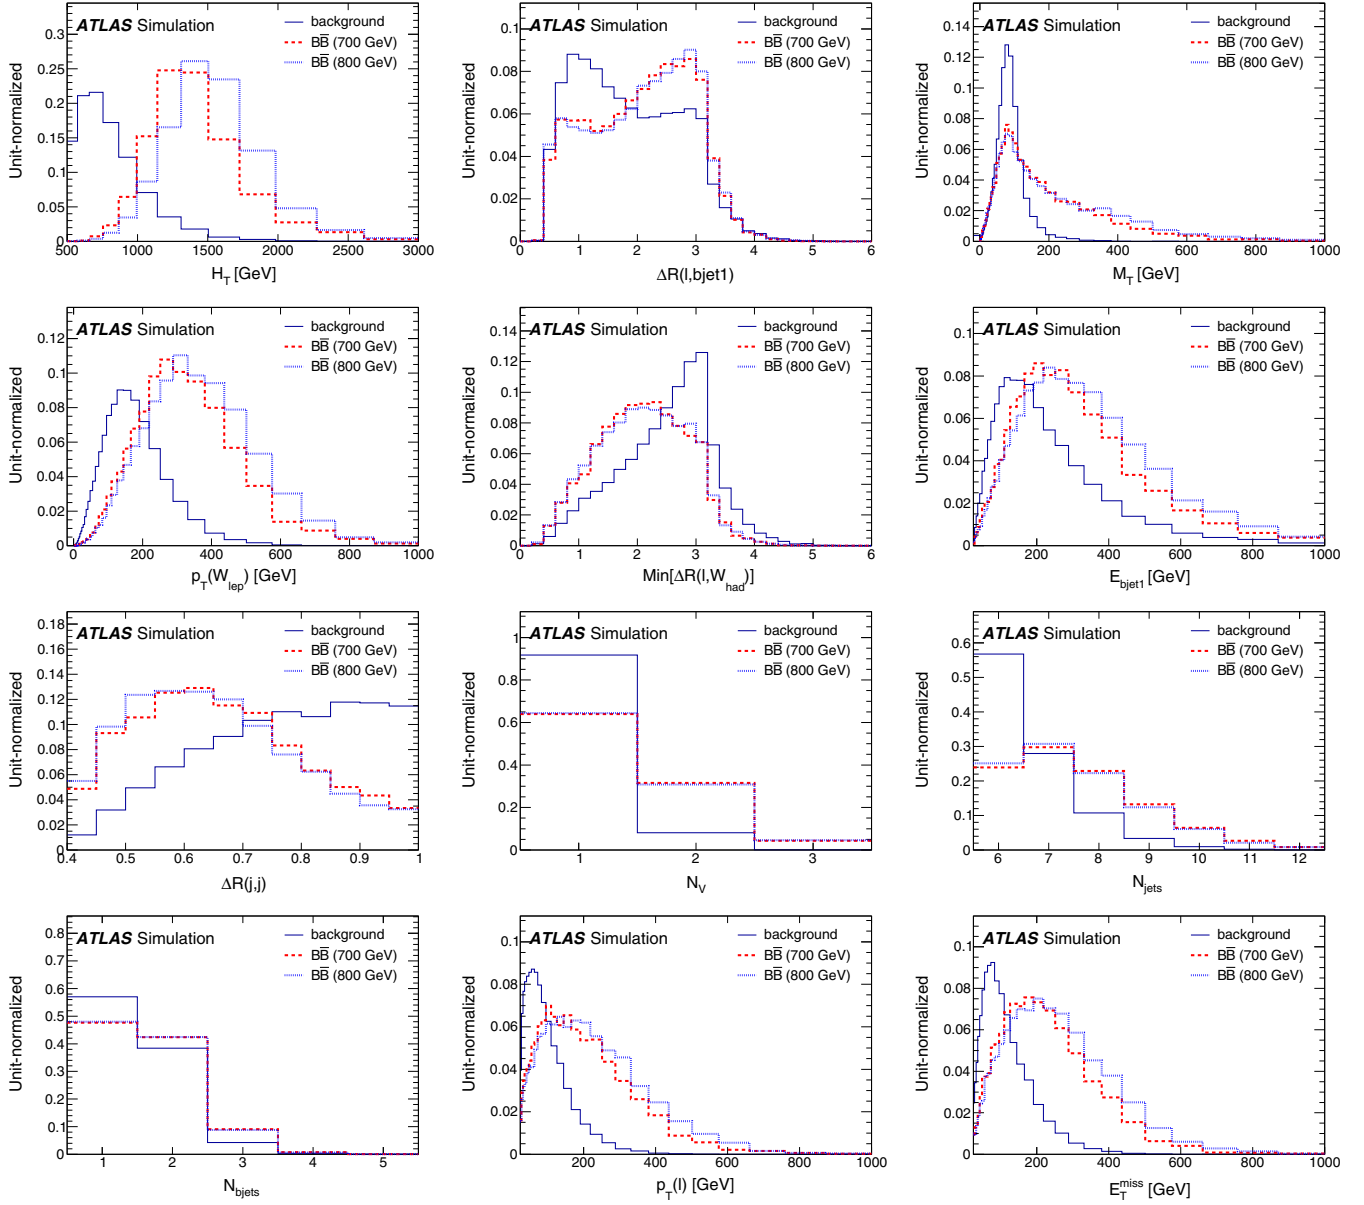 ATLAS Simulation
background
BB̅ (700 GeV)
BB̅ (800 GeV)
Unit-normalized
0.3
0.25
0.2
0.15
0.1
0.05
0
500 1000 1500 2000 2500 3000
H_T [GeV]
ATLAS Simulation
background
BB̅ (700 GeV)
BB̅ (800 GeV)
Unit-normalized
0.12
0.1
0.08
0.06
0.04
0.02
0
0 1 2 3 4 5 6
ΔR(l,bjet1)
ATLAS Simulation
background
BB̅ (700 GeV)
BB̅ (800 GeV)
Unit-normalized
0.14
0.12
0.1
0.08
0.06
0.04
0.02
0
0 200 400 600 800 1000
M_T [GeV]
ATLAS Simulation
background
BB̅ (700 GeV)
BB̅ (800 GeV)
Unit-normalized
0.12
0.1
0.08
0.06
0.04
0.02
0
0 200 400 600 800 1000
p_T(W_lep) [GeV]
ATLAS Simulation
background
BB̅ (700 GeV)
BB̅ (800 GeV)
Unit-normalized
0.14
0.12
0.1
0.08
0.06
0.04
0.02
0
0 1 2 3 4 5 6
Min[ΔR(l,W_had)]
ATLAS Simulation
background
BB̅ (700 GeV)
BB̅ (800 GeV)
Unit-normalized
0.1
0.08
0.06
0.04
0.02
0
200 400 600 800 1000
E_bjet1 [GeV]
ATLAS Simulation
background
BB̅ (700 GeV)
BB̅ (800 GeV)
Unit-normalized
0.18
0.16
0.14
0.12
0.1
0.08
0.06
0.04
0.02
0
0.4 0.5 0.6 0.7 0.8 0.9 1
ΔR(j,j)
ATLAS Simulation
background
BB̅ (700 GeV)
BB̅ (800 GeV)
Unit-normalized
1
0.8
0.6
0.4
0.2
0
1 2 3
N_V
ATLAS Simulation
background
BB̅ (700 GeV)
BB̅ (800 GeV)
Unit-normalized
0.6
0.5
0.4
0.3
0.2
0.1
0
6 7 8 9 10 11 12
N_jets
ATLAS Simulation
background
BB̅ (700 GeV)
BB̅ (800 GeV)
Unit-normalized
0.8
0.7
0.6
0.5
0.4
0.3
0.2
0.1
0
1 2 3 4 5
N_bjets
ATLAS Simulation
background
BB̅ (700 GeV)
BB̅ (800 GeV)
Unit-normalized
0.1
0.08
0.06
0.04
0.02
0
200 400 600 800 1000
p_T(l) [GeV]
ATLAS Simulation
background
BB̅ (700 GeV)
BB̅ (800 GeV)
Unit-normalized
0.1
0.08
0.06
0.04
0.02
0
200 400 600 800 1000
E_T^miss [GeV]